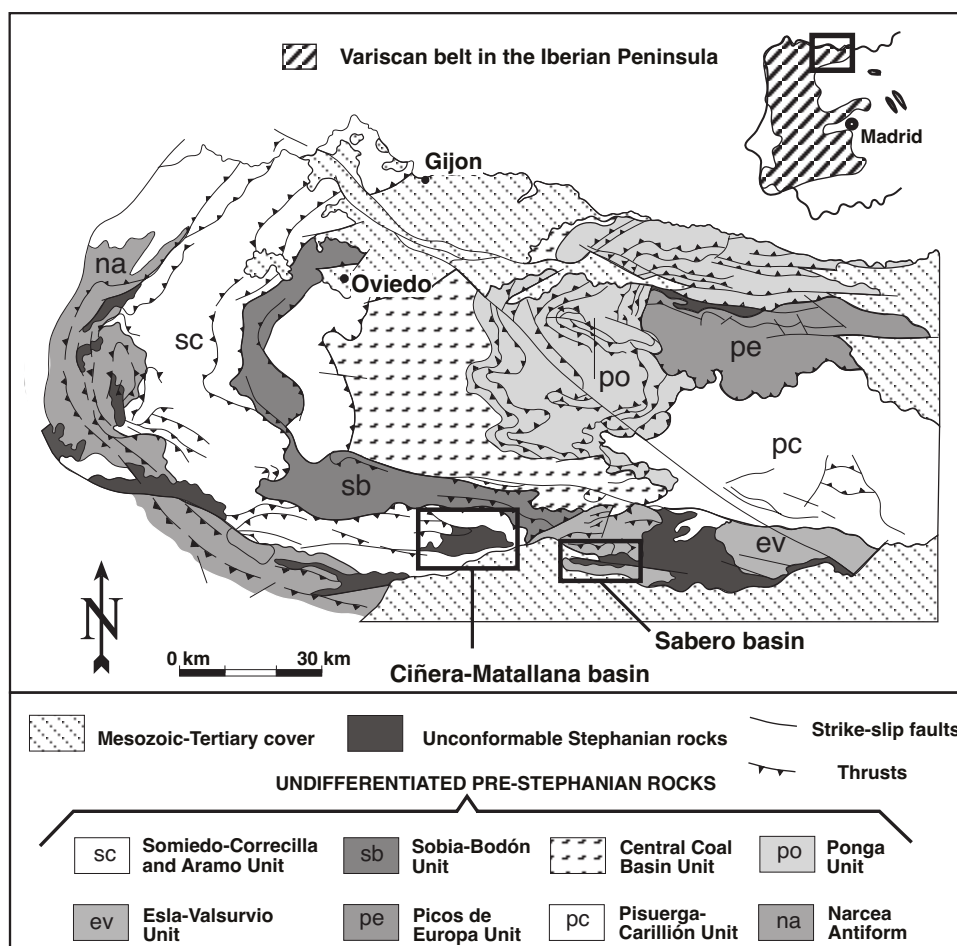 Variscan belt in the Iberian Peninsula
Madrid
Gijon
na
Oviedo
sc
pe
po
pc
sb
ev
N
Sabero basin
0 km 30 km
Ciñera-Matallana basin
Mesozoic-Tertiary cover
Unconformable Stephanian rocks
Strike-slip faults
Thrusts
UNDIFFERENTIATED PRE-STEPHANIAN ROCKS
sc
Somiedo-Correcilla
and Aramo Unit
sb
Sobia-Bodón
Unit
Central Coal
Basin Unit
po
Ponga
Unit
ev
Esla-Valsurvio
Unit
pe
Picos de
Europa Unit
pc
Pisuerga-
Carillión Unit
na
Narcea
Antiform